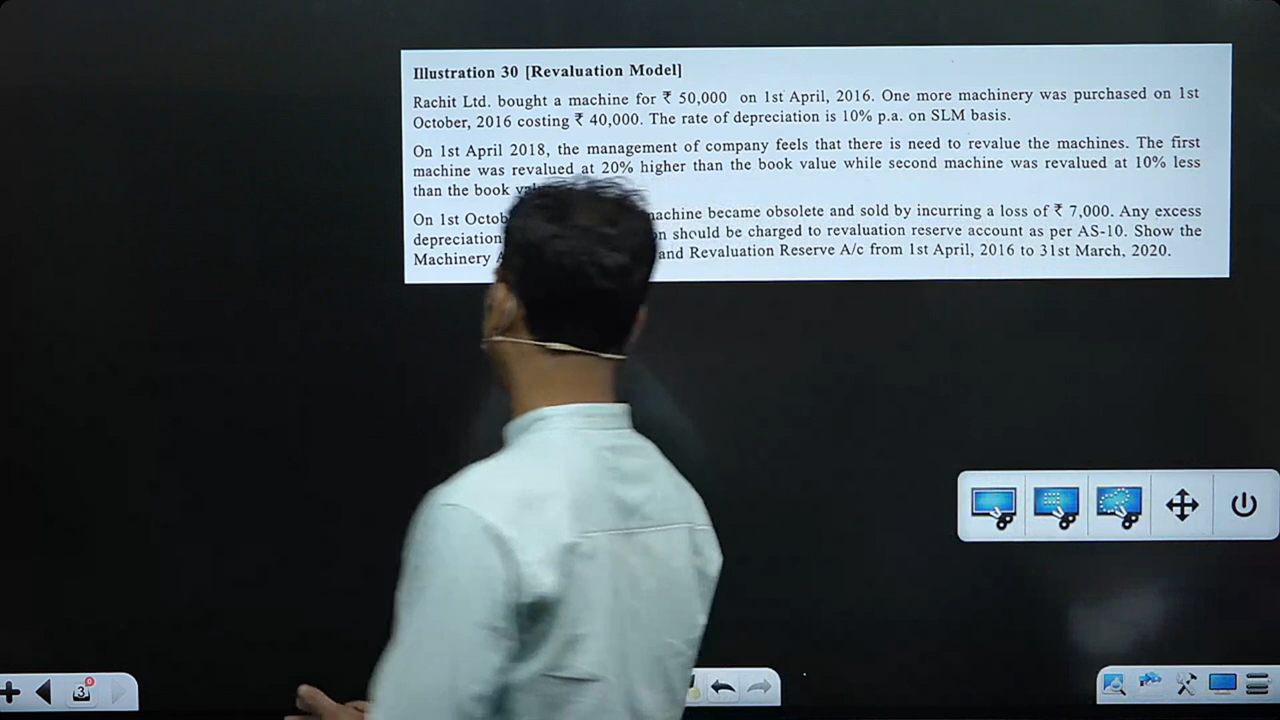 Illustration 30 [Revaluation Model]
Rachit Ltd. bought a machine for ₹ 50,000 on 1st April, 2016. One more machinery was purchased on 1st
October, 2016 costing ₹ 40,000. The rate of depreciation is 10% p.a. on SLM basis.
On 1st April 2018, the management of company feels that there is need to revalue the machines. The first
machine was revalued at 20% higher than the book value while second machine was revalued at 10% less
than the book
On 1st machine became obsolete and sold by incurring a loss of ₹ 7,000. Any excess
depreciation should be charged to revaluation reserve account as per AS-10. Show the
Machinery and Revaluation Reserve A/c from 1st April, 2016 to 31st March, 2020.
3
0